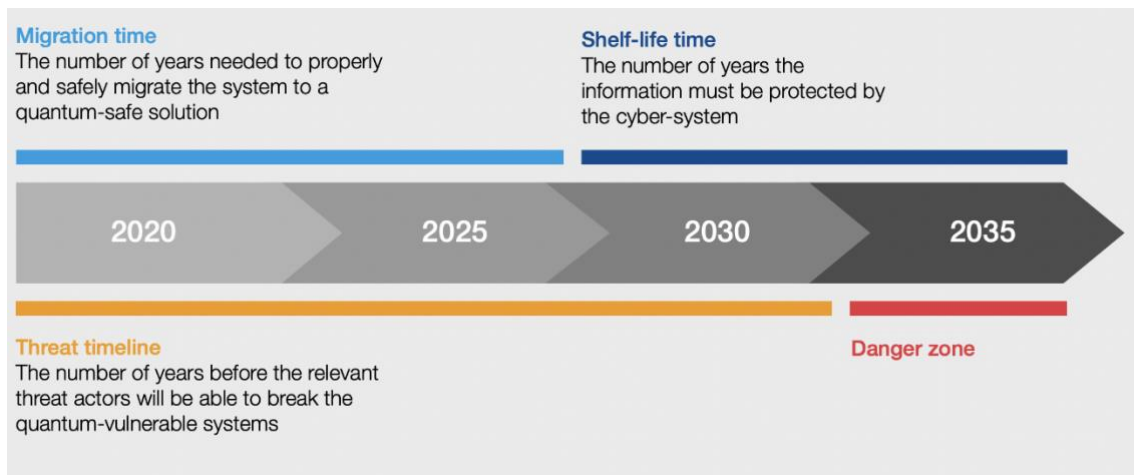 Migration time
The number of years needed to properly
and safely migrate the system to a
quantum-safe solution
Shelf-life time
The number of years the
information must be protected by
the cyber-system
2020
2025
2030
2035
Threat timeline
The number of years before the relevant
threat actors will be able to break the
quantum-vulnerable systems
Danger zone